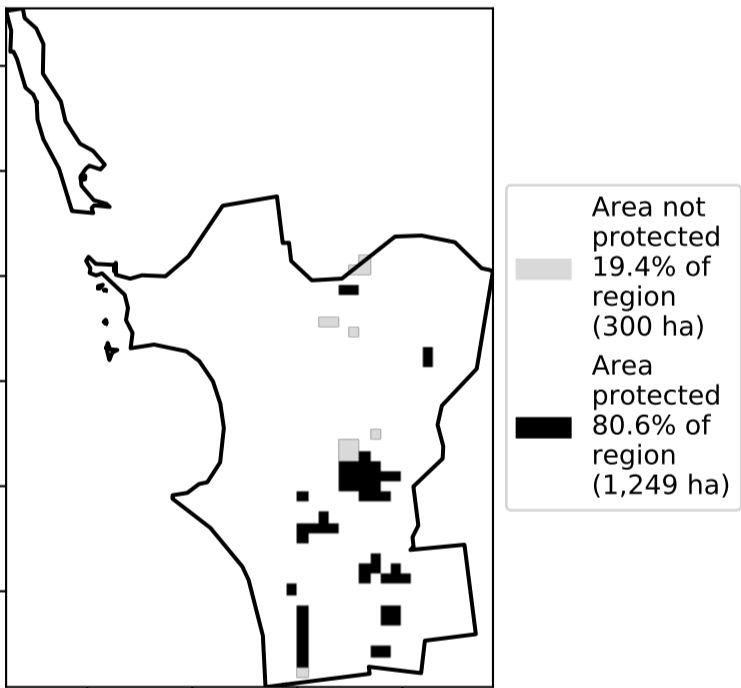 Area not
protected
19.4% of
region
(300 ha)
Area
protected
80.6% of
region
(1,249 ha)